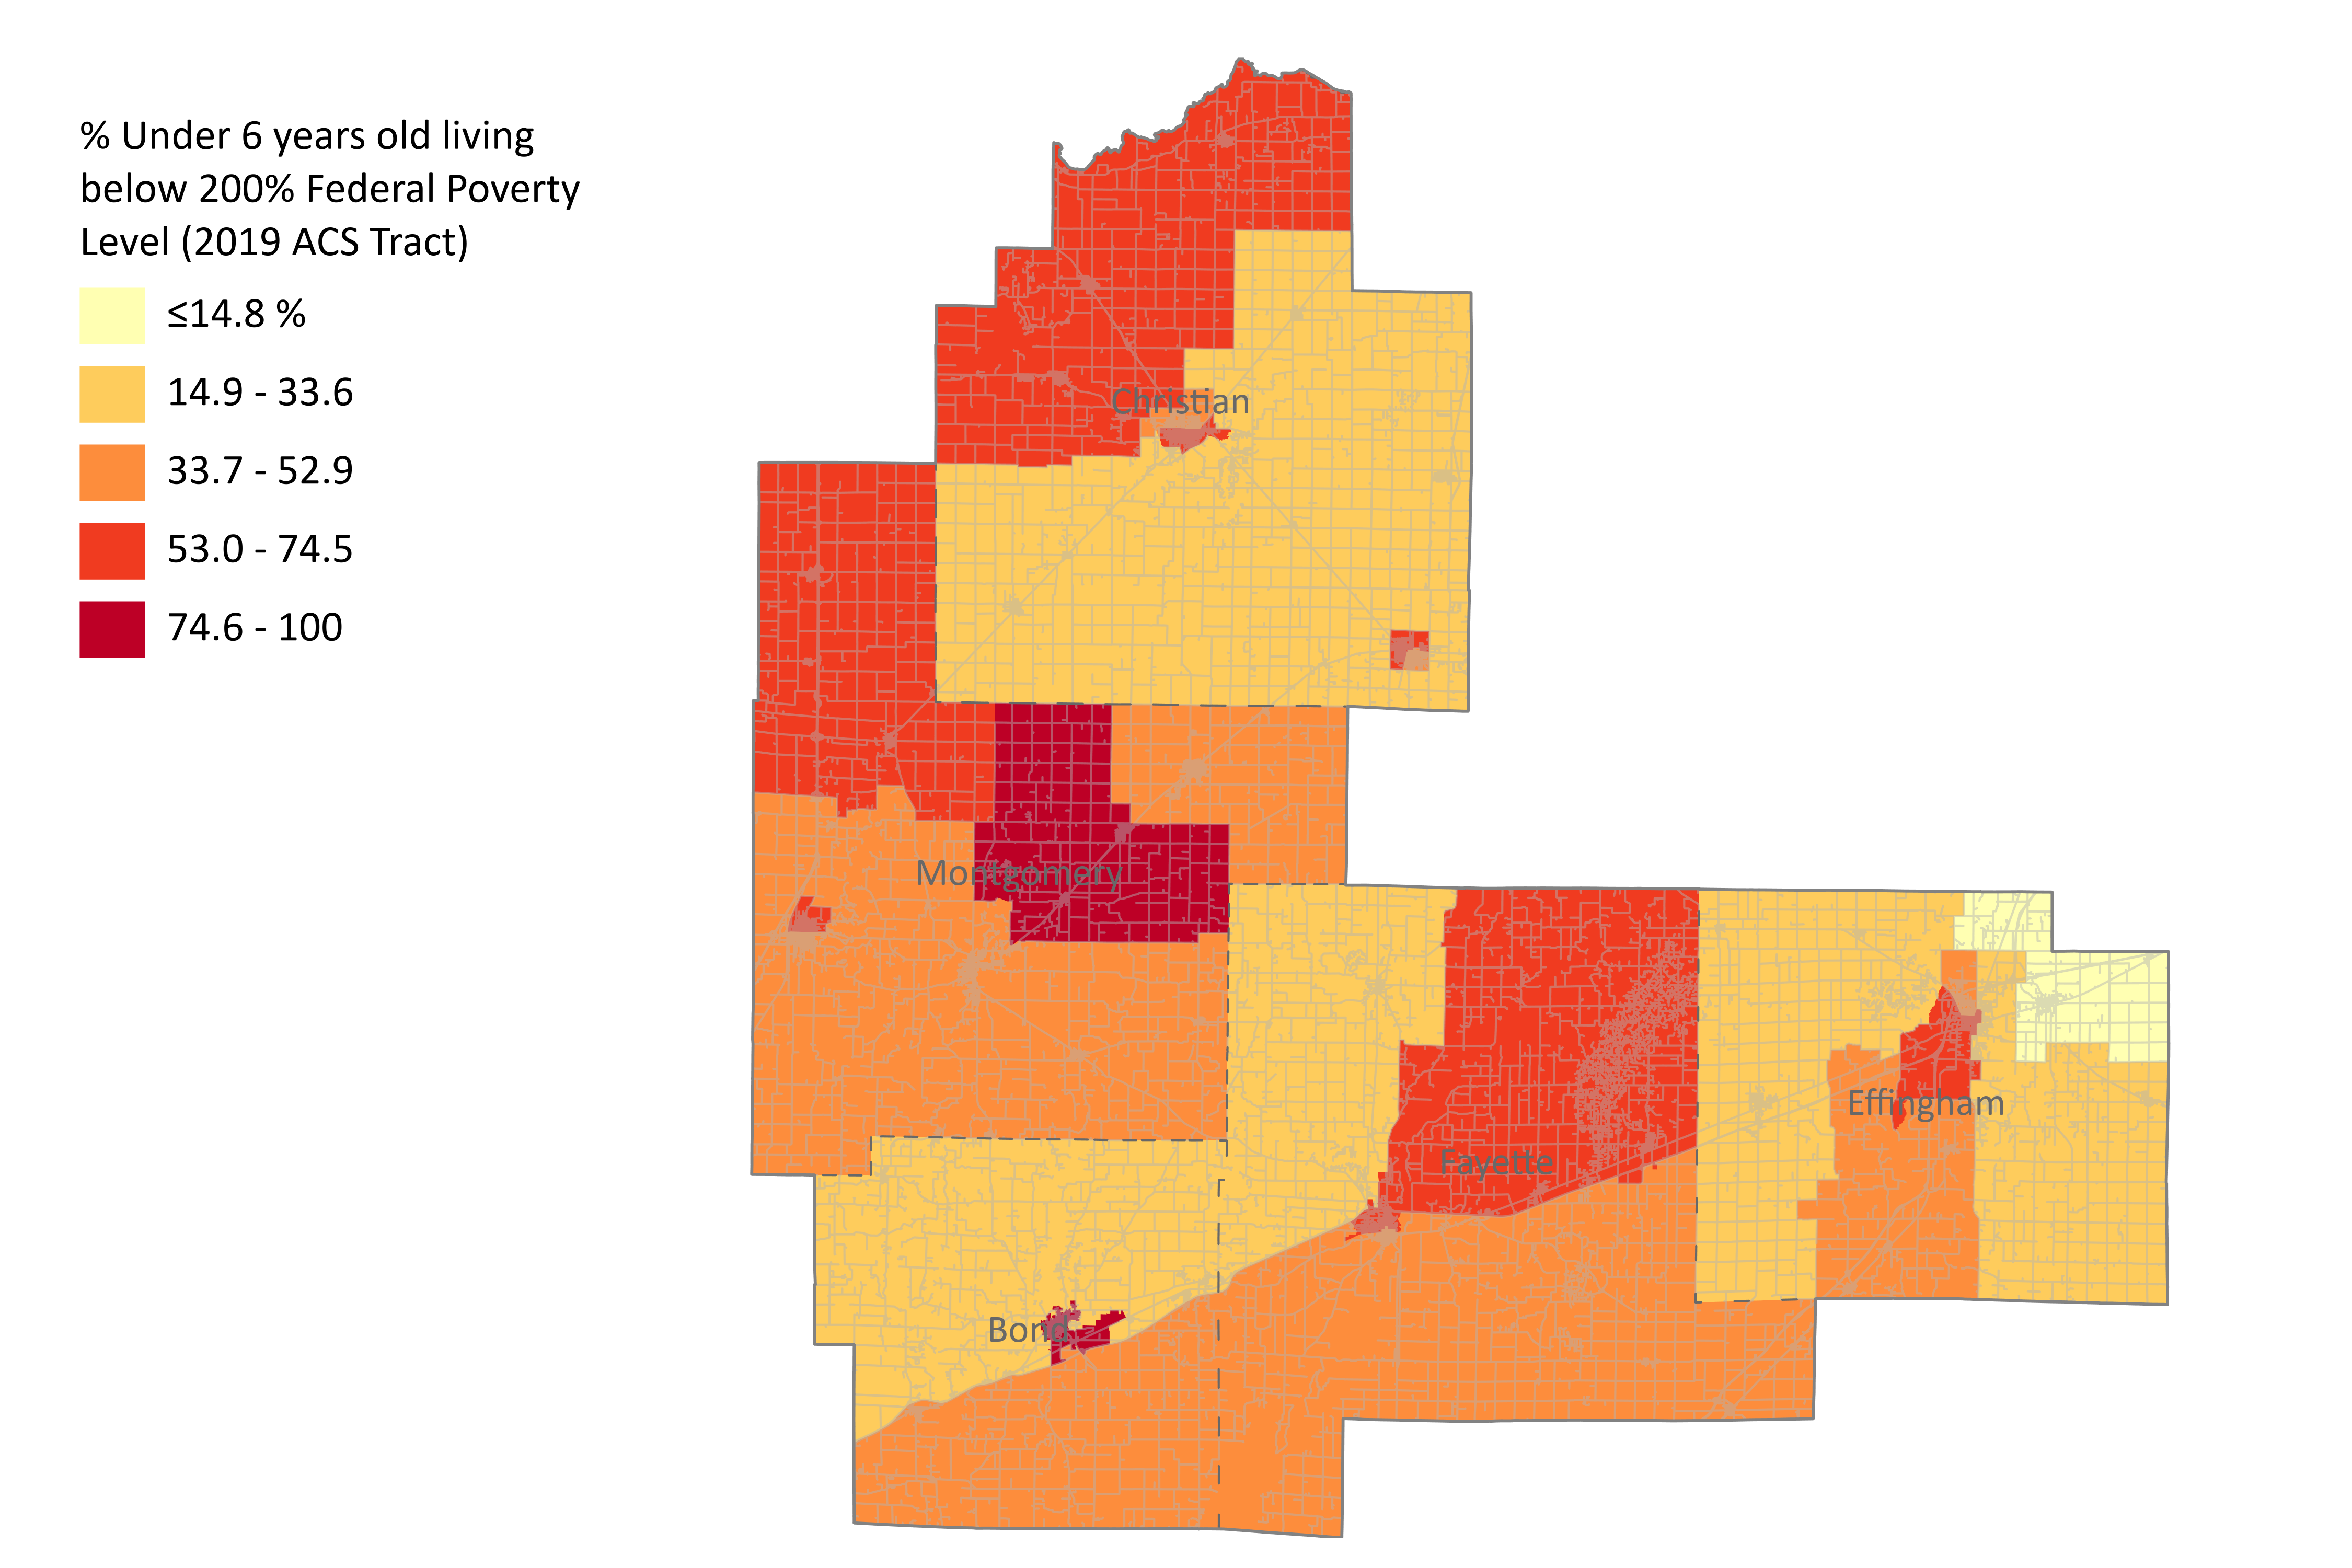 % Under 6 years old living
below 200% Federal Poverty
Level (2019 ACS Tract)
≤14.8 %
14.9 - 33.6
33.7 - 52.9
53.0 - 74.5
74.6 - 100
Christian
Montgomery
Effingham
Fayette
Bond